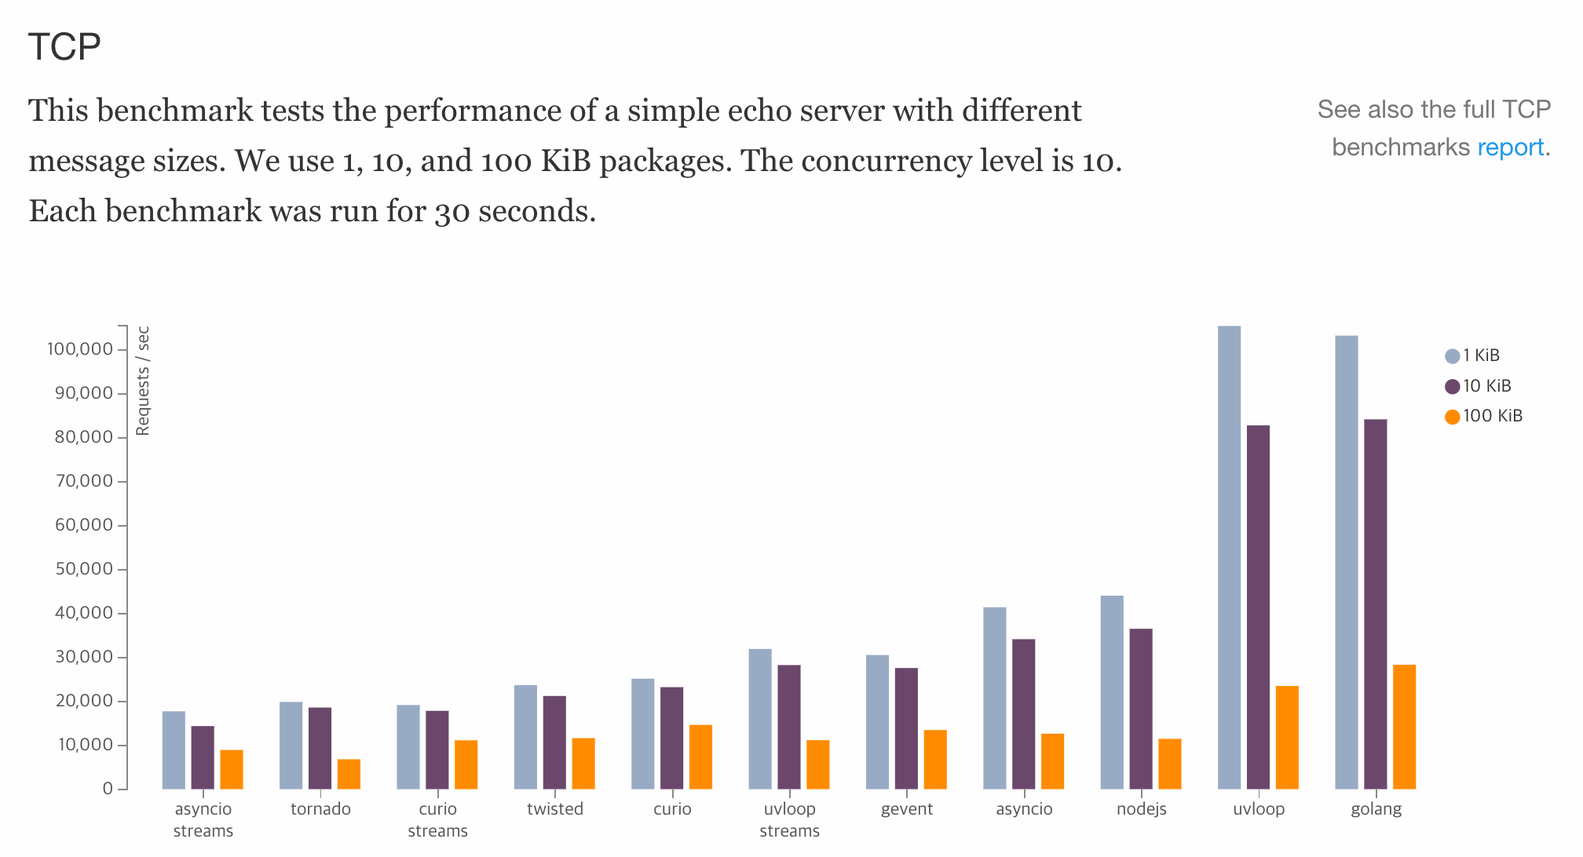 TCP
This benchmark tests the performance of a simple echo server with different
message sizes. We use 1, 10, and 100 KiB packages. The concurrency level is 10.
Each benchmark was run for 30 seconds.
See also the full TCP
benchmarks report.
Requests / sec
100,000
90,000
80,000
70,000
60,000
50,000
40,000
30,000
20,000
10,000
0
1 KiB
10 KiB
100 KiB
asyncio
streams
tornado
curio
streams
twisted
curio
uvloop
streams
gevent
asyncio
nodejs
uvloop
golang